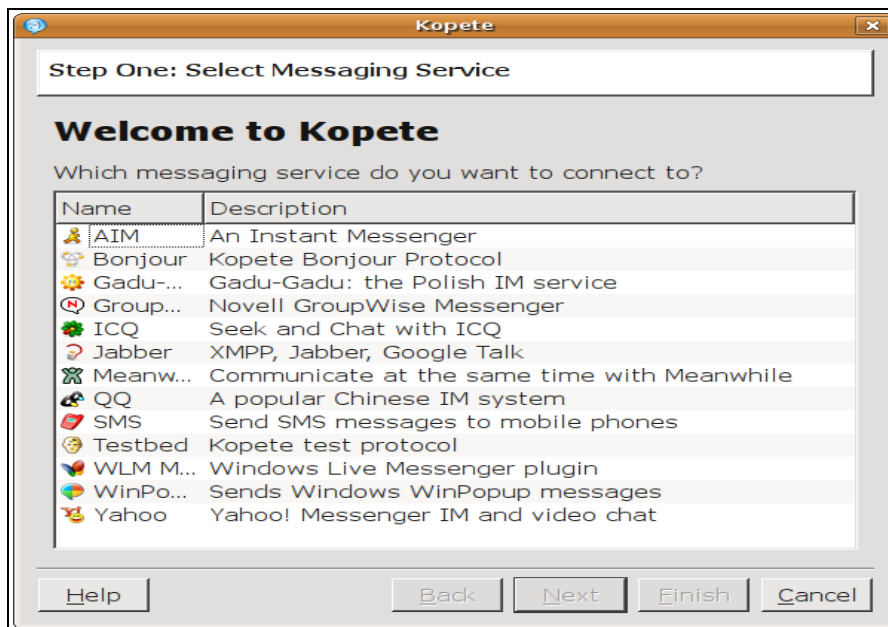 Kopete
Step One: Select Messaging Service
Welcome to Kopete
Which messaging service do you want to connect to?
Name Description
AIM An Instant Messenger
Bonjour Kopete Bonjour Protocol
Gadu-... Gadu-Gadu: the Polish IM service
Group... Novell GroupWise Messenger
ICQ Seek and Chat with ICQ
Jabber XMPP, Jabber, Google Talk
Meanw... Communicate at the same time with Meanwhile
QQ A popular Chinese IM system
SMS Send SMS messages to mobile phones
Testbed Kopete test protocol
WLM M... Windows Live Messenger plugin
WinPo... Sends Windows WinPopup messages
Yahoo Yahoo! Messenger IM and video chat
Help Back Next Finish Cancel